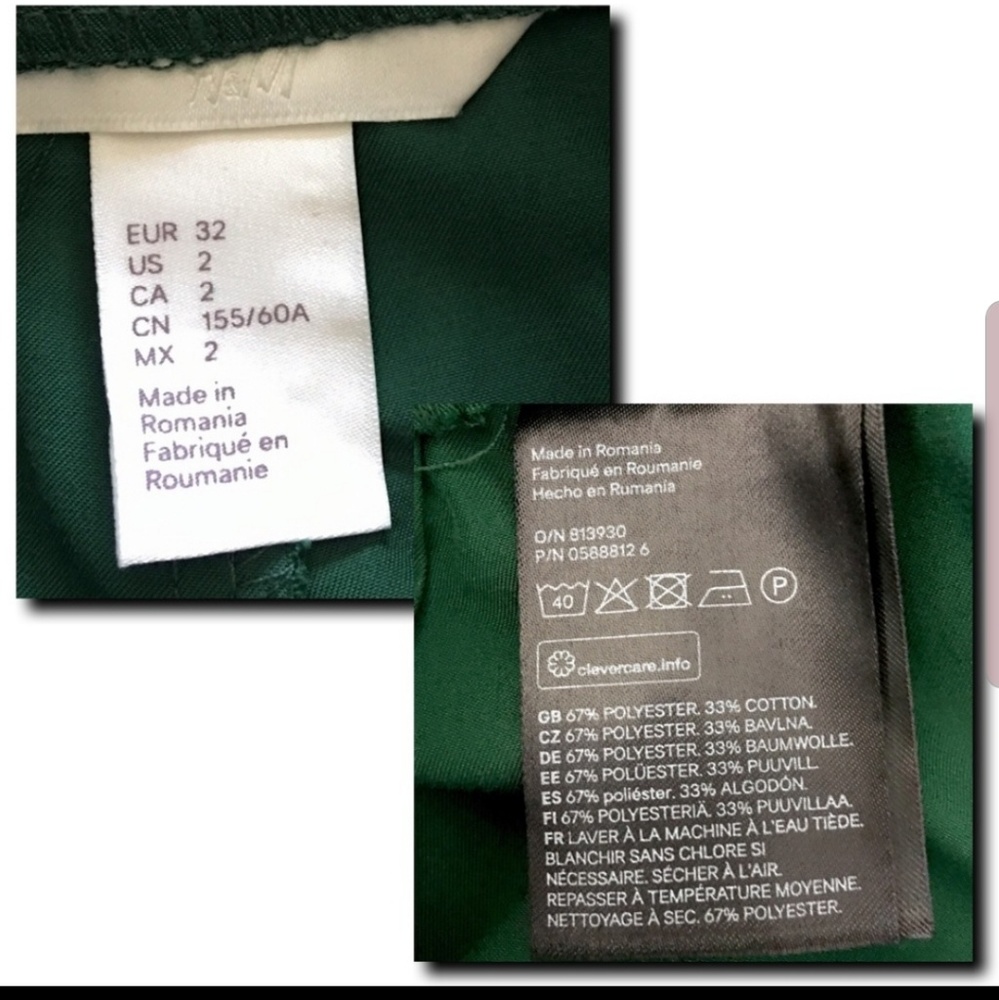 H&M
EUR 32
US 2
CA 2
CN 155/60A
MX 2
Made in
Romania
Fabriqué en
Roumanie
Made in Romania
Fabriqué en Roumanie
Hecho en Rumania
O/N 813930
P/N 0588812 6
40
P
clevercare.info
GB 67% POLYESTER. 33% COTTON.
CZ 67% POLYESTER. 33% BAVLNA.
DE 67% POLYESTER. 33% BAUMWOLLE.
EE 67% POLÜESTER. 33% PUUVILL.
ES 67% poliéster. 33% ALGODÓN.
FI 67% POLYESTERIÄ. 33% PUUVILLAA.
FR LAVER À LA MACHINE À L'EAU TIÈDE.
BLANCHIR SANS CHLORE SI
NÉCESSAIRE. SÉCHER À L'AIR.
REPASSER À TEMPÉRATURE MOYENNE.
NETTOYAGE À SEC. 67% POLYESTER.